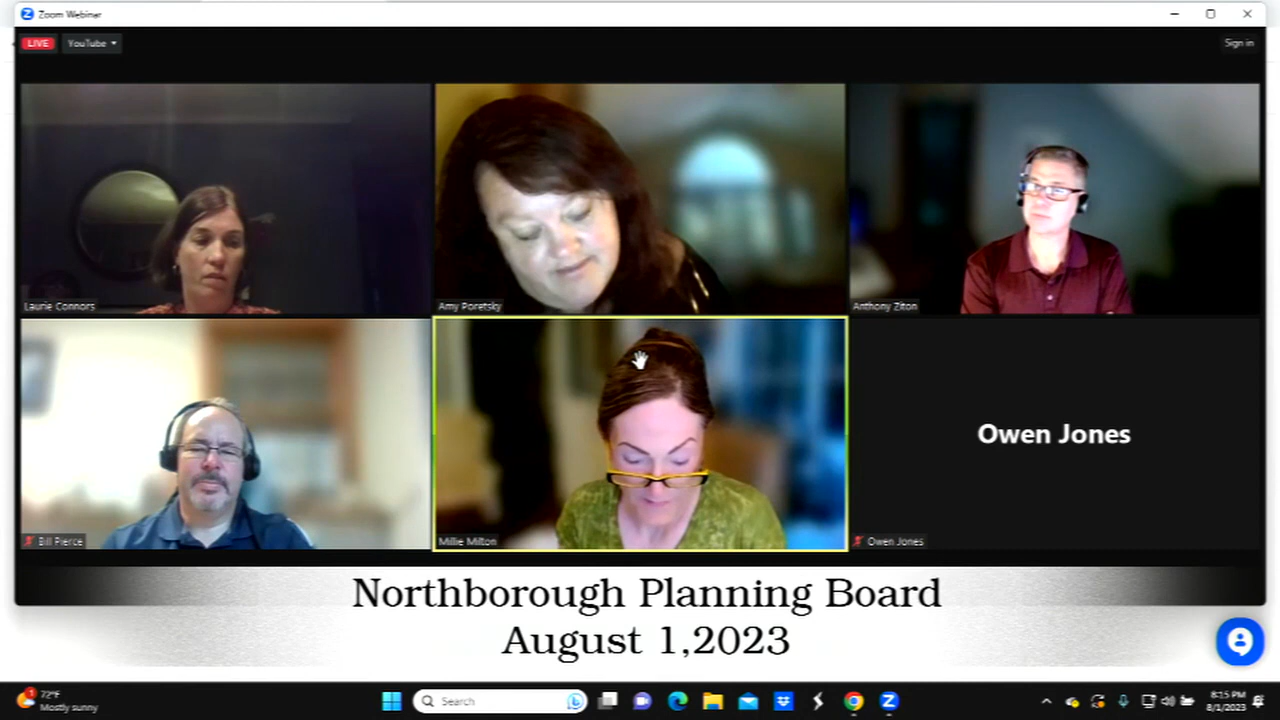 Zoom Webinar
LIVE
YouTube
Sign in
Laurie Connors
Amy Poretsky
Anthony Ziton
Owen Jones
Bill Pierce
Millie Milton
Owen Jones
Northborough Planning Board
August 1,2023
1
72°F
Mostly sunny
Search
8:15 PM
8/1/2023